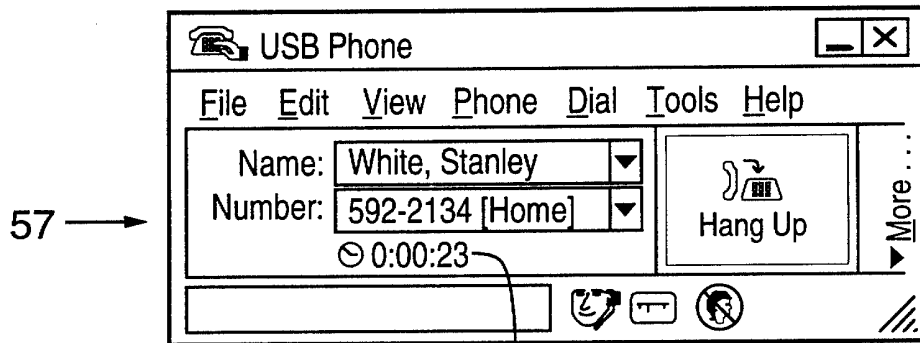 USB Phone
File Edit View Phone Dial Tools Help
Name: White, Stanley
Number: 592-2134 [Home]
0:00:23
Hang Up
More ...
57